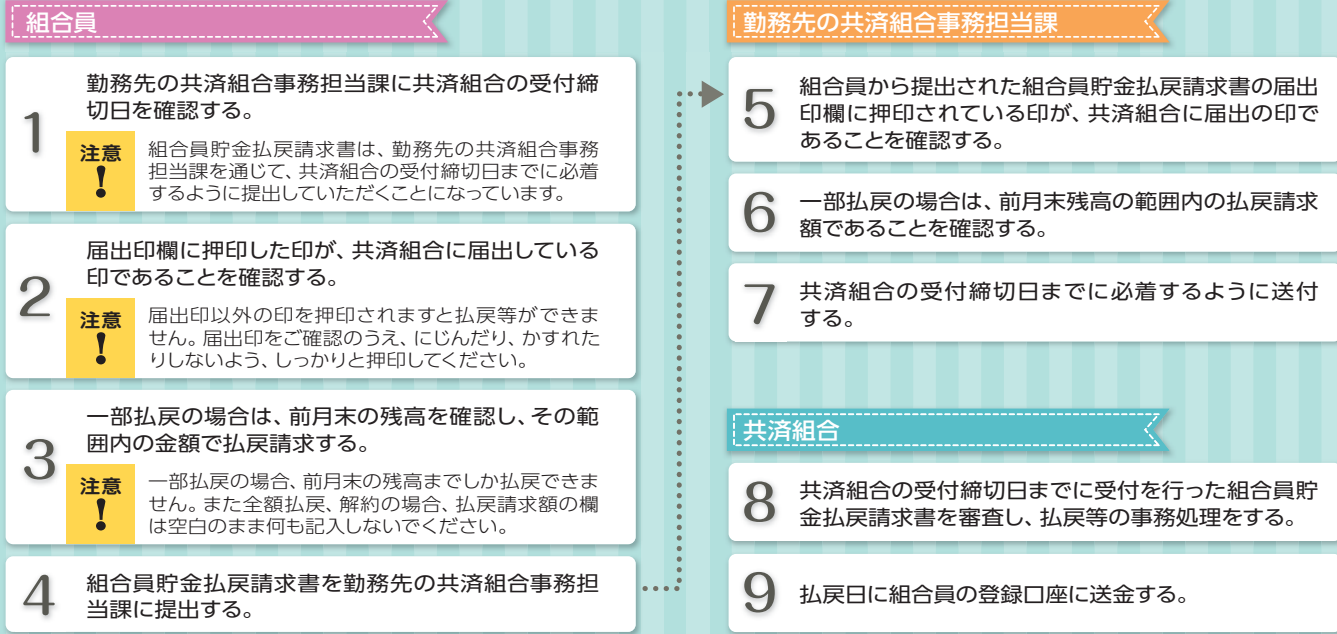 組合員
1
勤務先の共済組合事務担当課に共済組合の受付締
切日を確認する。
注意
!
組合員貯金払戻請求書は、勤務先の共済組合事務
担当課を通じて、共済組合の受付締切日までに必着
するように提出していただくことになっています。
2
届出印欄に押印した印が、共済組合に届出している
印であることを確認する。
注意
!
届出印以外の印を押印されますと払戻等ができま
せん。届出印をご確認のうえ、にじんだり、かすれた
りしないよう、しっかりと押印してください。
3
一部払戻の場合は、前月末の残高を確認し、その範
囲内の金額で払戻請求する。
注意
!
一部払戻の場合、前月末の残高までしか払戻できま
せん。また全額払戻、解約の場合、払戻請求額の欄
は空白のまま何も記入しないでください。
4
組合員貯金払戻請求書を勤務先の共済組合事務担
当課に提出する。
勤務先の共済組合事務担当課
5
組合員から提出された組合員貯金払戻請求書の届出
印欄に押印されている印が、共済組合に届出の印で
あることを確認する。
6
一部払戻の場合は、前月末残高の範囲内の払戻請求
額であることを確認する。
7
共済組合の受付締切日までに必着するように送付
する。
共済組合
8
共済組合の受付締切日までに受付を行った組合員貯
金払戻請求書を審査し、払戻等の事務処理をする。
9
払戻日に組合員の登録口座に送金する。